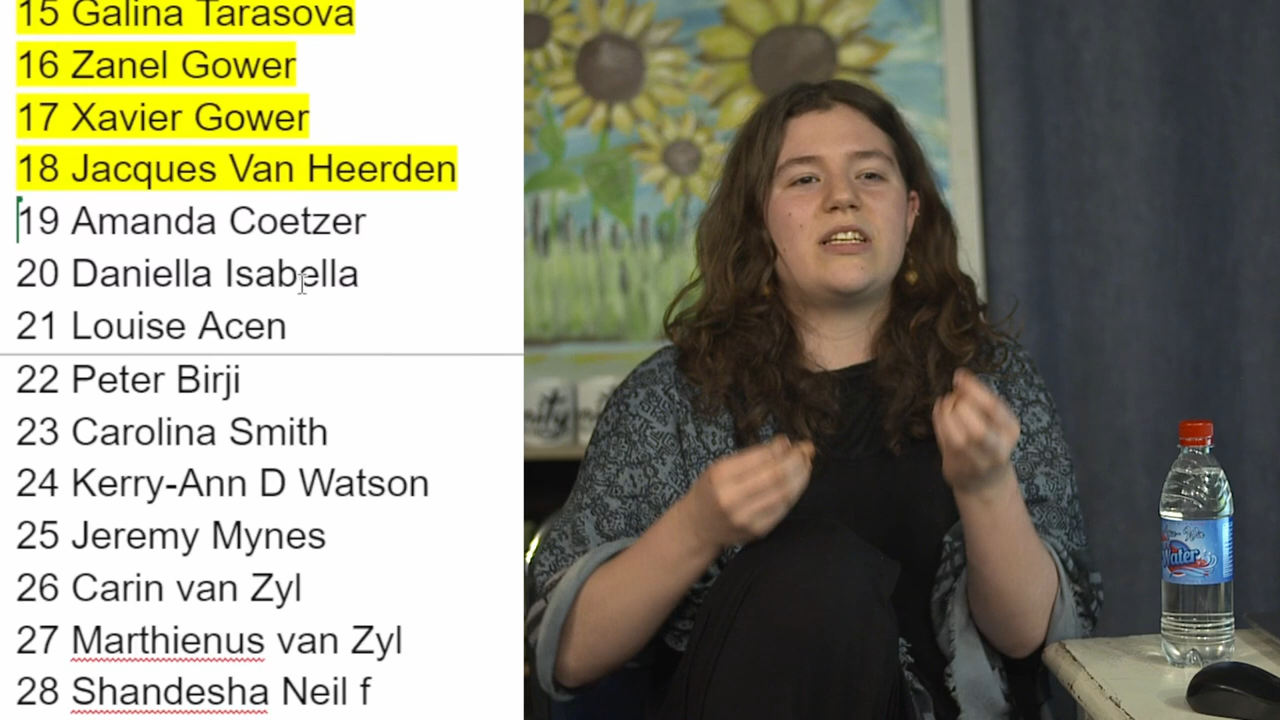 15 Galina Tarasova
16 Zanel Gower
17 Xavier Gower
18 Jacques Van Heerden
19 Amanda Coetzer
20 Daniella Isabella
21 Louise Acen
22 Peter Birji
23 Carolina Smith
24 Kerry-Ann D Watson
25 Jeremy Mynes
26 Carin van Zyl
27 Marthienus van Zyl
28 Shandesha Neil f
Water